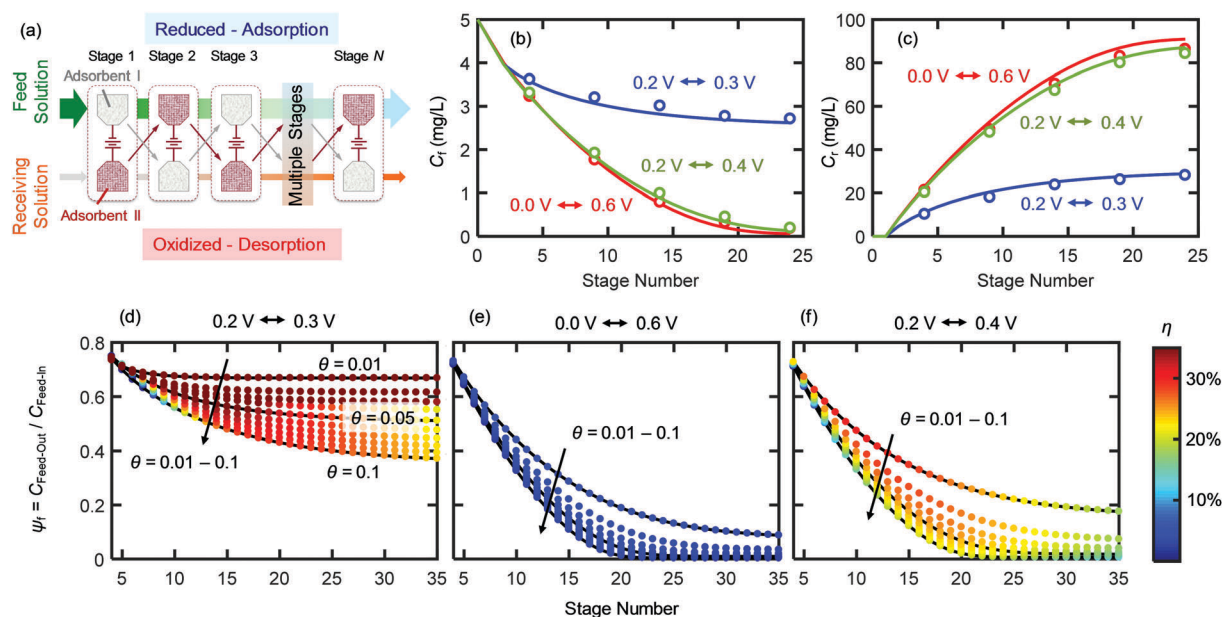 (a)
Reduced - Adsorption
Stage 1
Stage 2
Stage 3
Stage N
Adsorbent I
Feed
Solution
Multiple Stages
Receiving
Solution
Adsorbent II
Oxidized - Desorption
(b)
5
4
3
2
1
0
C_f (mg/L)
0.2 V ↔ 0.3 V
0.2 V ↔ 0.4 V
0.0 V ↔ 0.6 V
0 5 10 15 20 25
Stage Number
(c)
100
80
60
40
20
0
C_r (mg/L)
0.0 V ↔ 0.6 V
0.2 V ↔ 0.4 V
0.2 V ↔ 0.3 V
0 5 10 15 20 25
Stage Number
(d)
0.2 V ↔ 0.3 V
0.8
0.6
0.4
0.2
0
ψ_f = C_Feed-Out / C_Feed-In
θ = 0.01
θ = 0.05
θ = 0.01 – 0.1
θ = 0.1
5 10 15 20 25 30 35
(e)
0.0 V ↔ 0.6 V
θ = 0.01 – 0.1
5 10 15 20 25 30 35
(f)
0.2 V ↔ 0.4 V
θ = 0.01 – 0.1
5 10 15 20 25 30 35
η
30%
20%
10%
Stage Number